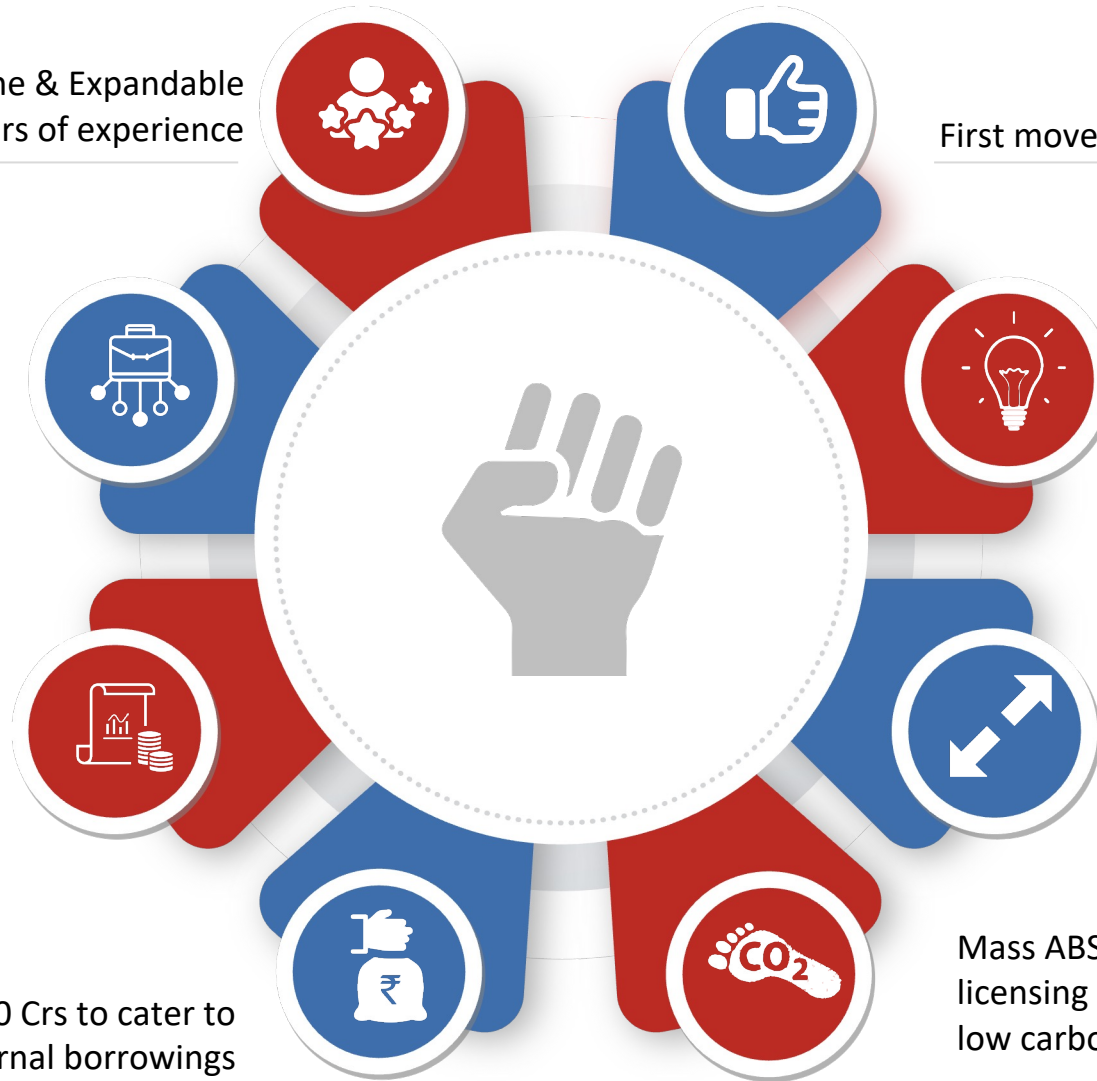 ne & Expandable
rs of experience
First move
CO2
₹
Mass ABS
licensing
low carbo
0 Crs to cater to
rnal borrowings